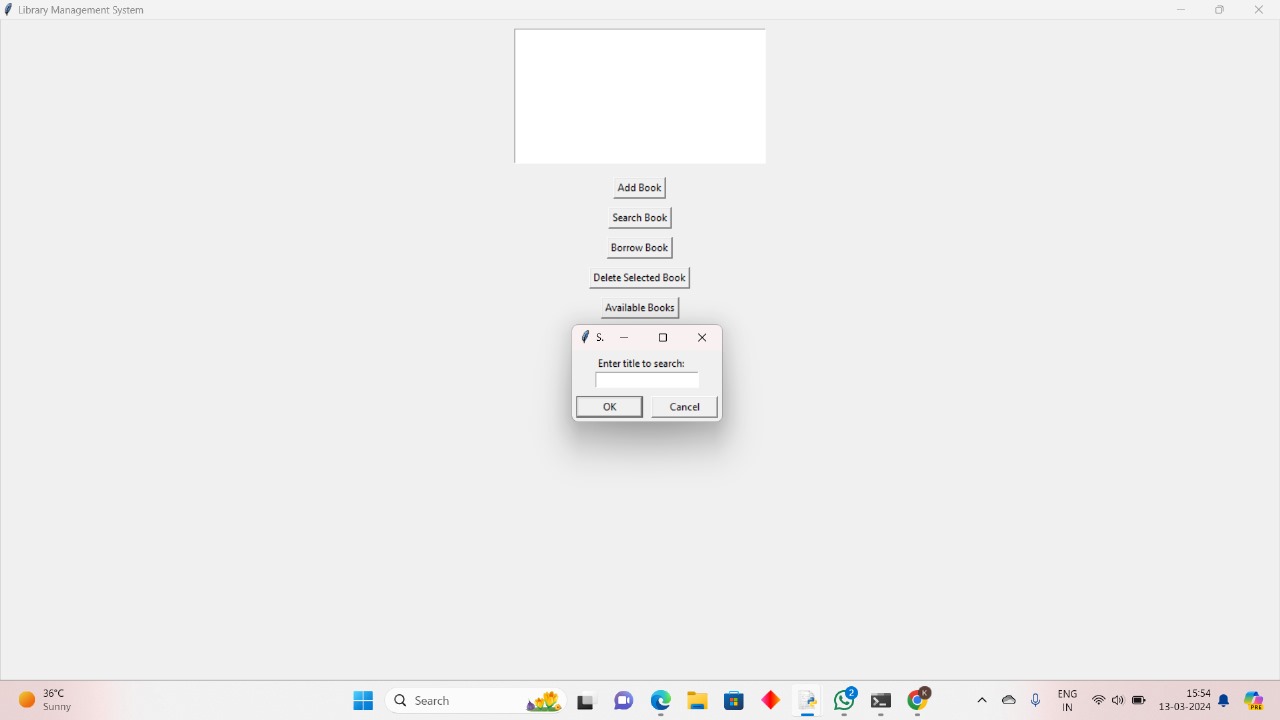 Library Management System
Add Book
Search Book
Borrow Book
Delete Selected Book
Available Books
S.
Enter title to search:
OK
Cancel
36°C
Sunny
Search
2
K
ENG
IN
15:54
13-03-2024
PRE